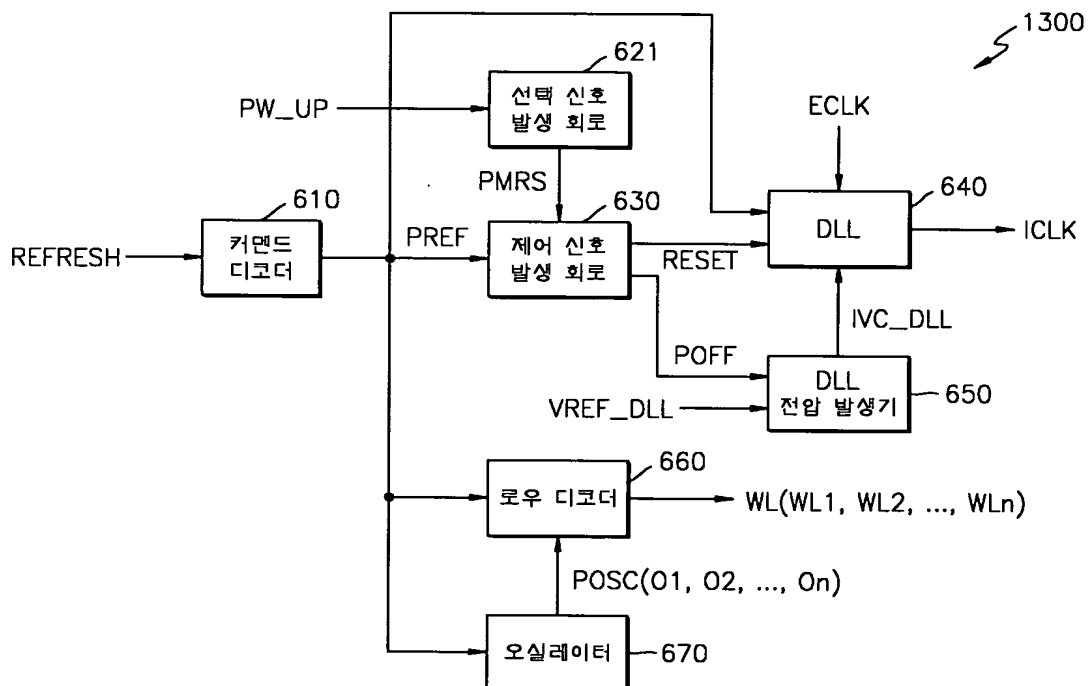 1300
621
PW_UP
선택 신호
발생 회로
ECLK
PMRS
610
630
640
REFRESH
커멘드
디코더
PREF
제어 신호
발생 회로
RESET
DLL
ICLK
IVC_DLL
POFF
VREF_DLL
DLL
전압 발생기
650
660
로우 디코더
WL(WL1, WL2, ..., WLn)
POSC(O1, O2, ..., On)
오실레이터
670